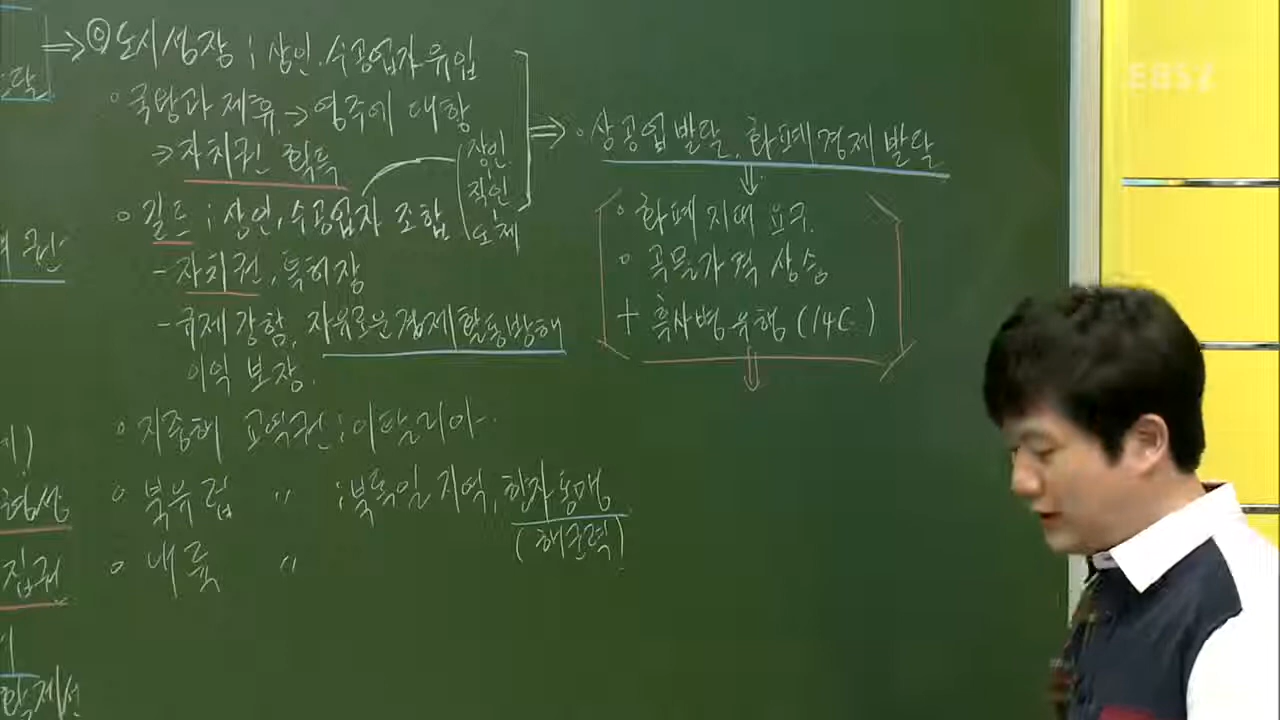 ⇒ ◎ 도시성장 ; 상인.수공업자 유입
◦ 국왕과 제휴 → 영주에 대항
⇒ 자치권 획득
◦ 길드 ; 상인, 수공업자 조합
장인
직인
도제
- 자치권, 특허장
- 규제 강함, 자유로운 경제활동방해
이익 보장.
◦ 지중해 교역권 ; 이탈리아
◦ 북유럽 〃 ; 북독일 지역, 한자동맹
(해군력)
◦ 내륙 〃
⇒ ◦ 상공업 발달, 화폐경제 발달
⇓
◦ 화폐 지대 요구.
◦ 곡물가격 상승
+ 흑사병 유행 (14C.)
⇓
EBS2